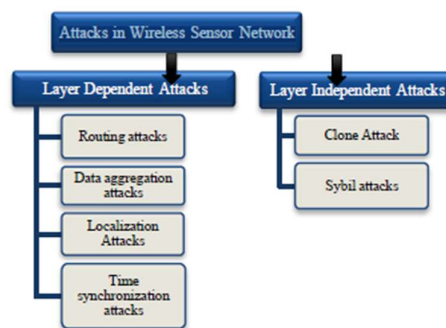 Attacks in Wireless Sensor Network
Layer Dependent Attacks
Routing attacks
Data aggregation
attacks
Localization
Attacks
Time
synchronization
attacks
Layer Independent Attacks
Clone Attack
Sybil attacks